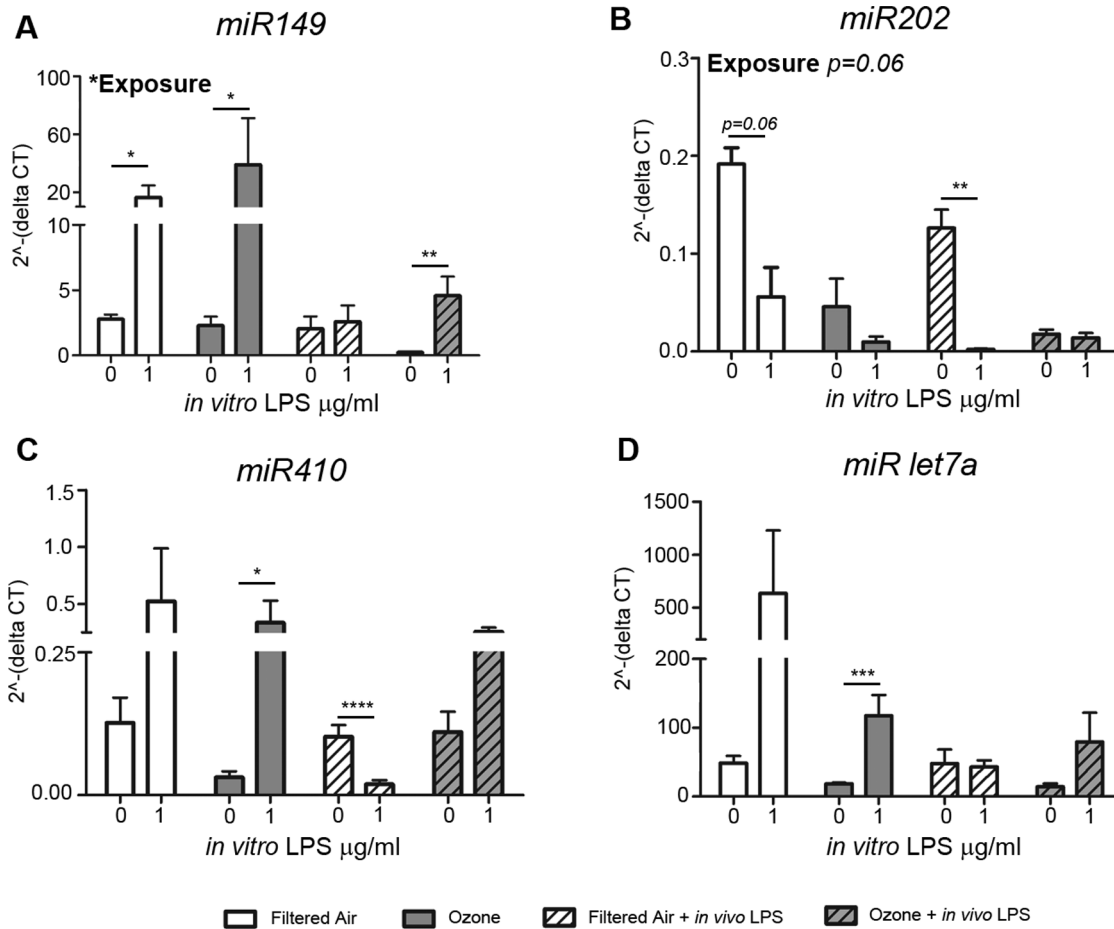 A
miR149
*Exposure
2^-(delta CT)
100
60
20
10
5
0
*
*
**
0 1 0 1 0 1 0 1
in vitro LPS μg/ml
B
miR202
Exposure p=0.06
2^-(delta CT)
0.3
0.2
0.1
0.0
p=0.06
**
0 1 0 1 0 1 0 1
in vitro LPS μg/ml
C
miR410
2^-(delta CT)
1.5
1.0
0.5
0.25
0.00
*
****
0 1 0 1 0 1 0 1
in vitro LPS μg/ml
D
miR let7a
2^-(delta CT)
1500
1000
500
200
100
0
***
0 1 0 1 0 1 0 1
in vitro LPS μg/ml
Filtered Air
Ozone
Filtered Air + in vivo LPS
Ozone + in vivo LPS